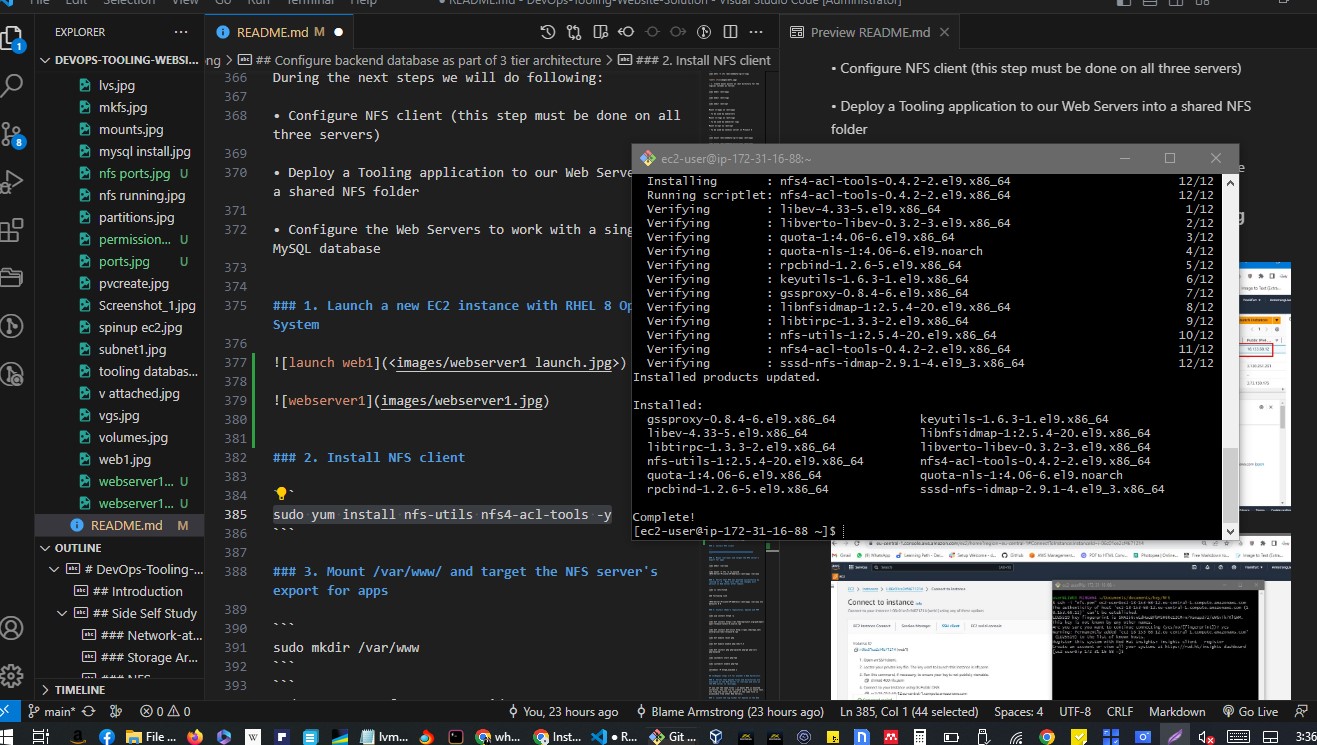 File Edit Selection View Go Run Terminal Help
README.md - DevOps-Tooling-Website-Solution - Visual Studio Code [Administrator]
EXPLORER
DEVOPS-TOOLING-WEBSI...
lvs.jpg
mkfs.jpg
mounts.jpg
mysql install.jpg
nfs ports.jpg U
nfs running.jpg
partitions.jpg
permission... U
ports.jpg U
pvcreate.jpg
Screenshot_1.jpg
spinup ec2.jpg
subnet1.jpg
tooling databas...
v attached.jpg
vgs.jpg
volumes.jpg
web1.jpg
webserver1... U
webserver1... U
README.md M
OUTLINE
# DevOps-Tooling-...
## Introduction
## Side Self Study
### Network-at...
### Storage Ar...
### NFS
TIMELINE
1
8
README.md M
ng > ## Configure backend database as part of 3 tier architecture > ### 2. Install NFS client
366 During the next steps we will do following:
367
368 • Configure NFS client (this step must be done on all
three servers)
369
370 • Deploy a Tooling application to our Web Serve
a shared NFS folder
371
372 • Configure the Web Servers to work with a sing
MySQL database
373
374
375 ### 1. Launch a new EC2 instance with RHEL 8 Op
System
376
377 ![launch web1](<images/webserver1 launch.jpg>)
378
379 ![webserver1](images/webserver1.jpg)
380
381
382 ### 2. Install NFS client
383
384 `
385 sudo yum install nfs-utils nfs4-acl-tools -y
386 ```
387
388 ### 3. Mount /var/www/ and target the NFS server's
export for apps
389
390 ```
391 sudo mkdir /var/www
392 ```
393 ```
Preview README.md
• Configure NFS client (this step must be done on all three servers)
• Deploy a Tooling application to our Web Servers into a shared NFS
folder
ec2-user@ip-172-31-16-88:~
Installing : nfs4-acl-tools-0.4.2-2.el9.x86_64 12/12
Running scriptlet: nfs4-acl-tools-0.4.2-2.el9.x86_64 12/12
Verifying : libev-4.33-5.el9.x86_64 1/12
Verifying : libverto-libev-0.3.2-3.el9.x86_64 2/12
Verifying : quota-1:4.06-6.el9.x86_64 3/12
Verifying : quota-nls-1:4.06-6.el9.noarch 4/12
Verifying : rpcbind-1.2.6-5.el9.x86_64 5/12
Verifying : keyutils-1.6.3-1.el9.x86_64 6/12
Verifying : gssproxy-0.8.4-6.el9.x86_64 7/12
Verifying : libnfsidmap-1:2.5.4-20.el9.x86_64 8/12
Verifying : libtirpc-1.3.3-2.el9.x86_64 9/12
Verifying : nfs-utils-1:2.5.4-20.el9.x86_64 10/12
Verifying : nfs4-acl-tools-0.4.2-2.el9.x86_64 11/12
Verifying : sssd-nfs-idmap-2.9.1-4.el9_3.x86_64 12/12
Installed products updated.
Installed:
gssproxy-0.8.4-6.el9.x86_64 keyutils-1.6.3-1.el9.x86_64
libev-4.33-5.el9.x86_64 libnfsidmap-1:2.5.4-20.el9.x86_64
libtirpc-1.3.3-2.el9.x86_64 libverto-libev-0.3.2-3.el9.x86_64
nfs-utils-1:2.5.4-20.el9.x86_64 nfs4-acl-tools-0.4.2-2.el9.x86_64
quota-1:4.06-6.el9.x86_64 quota-nls-1:4.06-6.el9.noarch
rpcbind-1.2.6-5.el9.x86_64 sssd-nfs-idmap-2.9.1-4.el9_3.x86_64
Complete!
[ec2-user@ip-172-31-16-88 ~]$
Connect to instance
main* 0 0 You, 23 hours ago Blame Armstrong (23 hours ago) Ln 385, Col 1 (44 selected) Spaces: 4 UTF-8 CRLF Markdown Go Live
File ... lvm... wh... Inst... R... Git ... 3:36